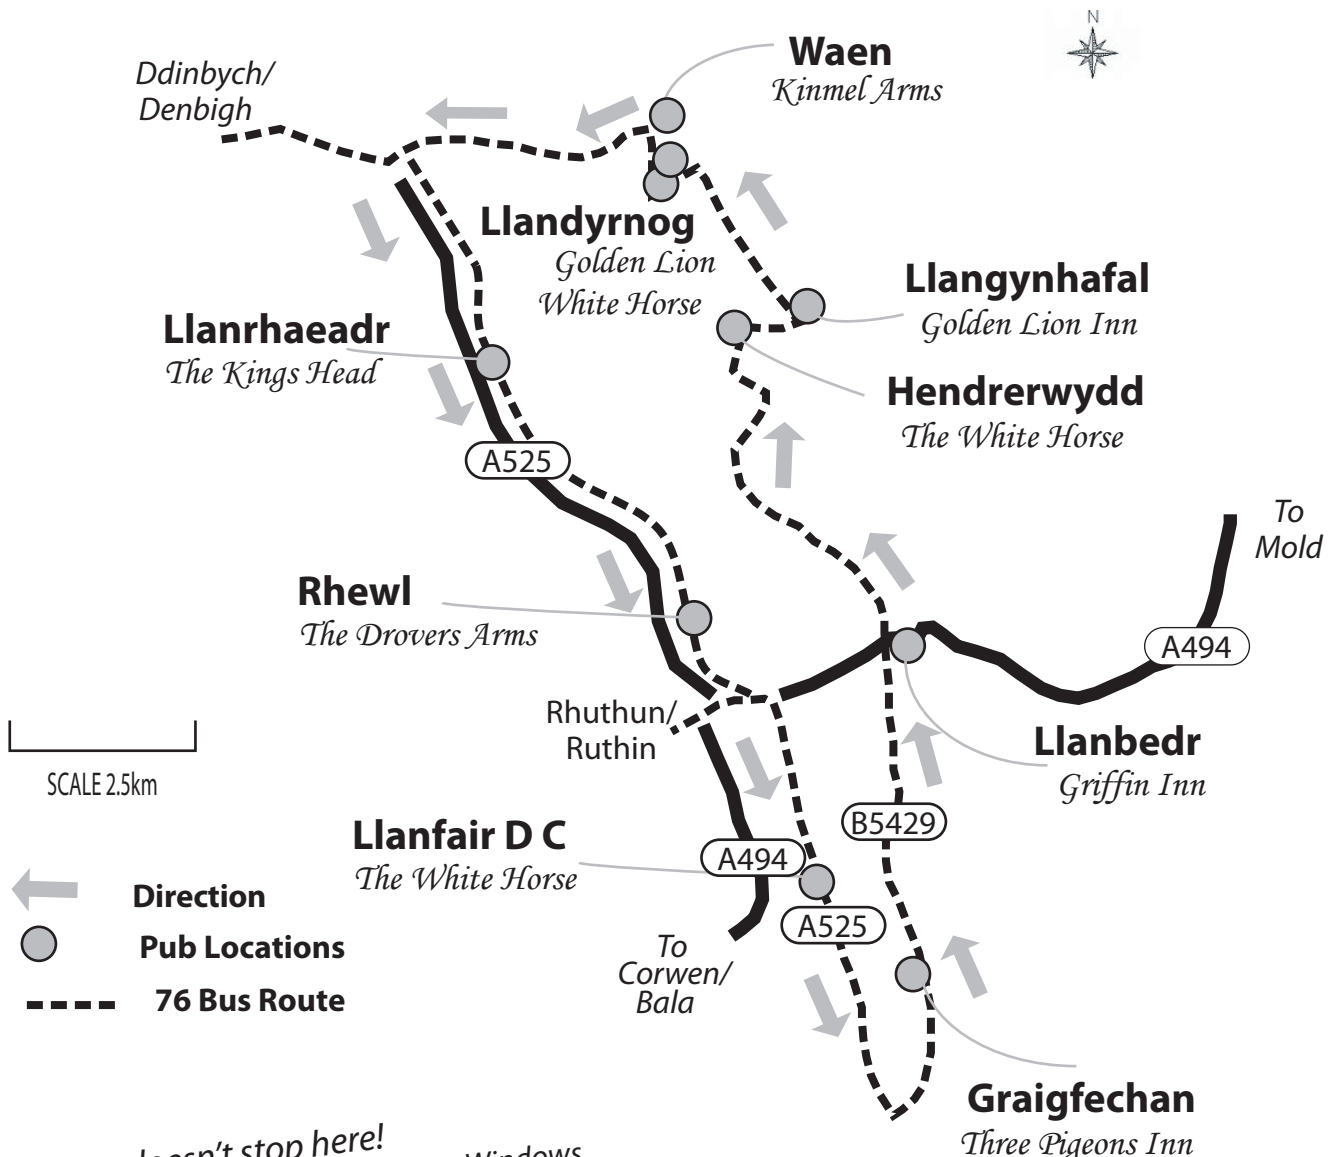 N
Waen
Kinmel Arms
Ddinbych/
Denbigh
Llandyrnog
Golden Lion
White Horse
Llangynhafal
Golden Lion Inn
Llanrhaeadr
The Kings Head
Hendrerwydd
The White Horse
A525
To
Mold
Rhewl
The Drovers Arms
A494
Rhuthun/
Ruthin
Llanbedr
Griffin Inn
SCALE 2.5km
B5429
Llanfair D C
The White Horse
A494
A525
Direction
Pub Locations
76 Bus Route
To
Corwen/
Bala
Graigfechan
Three Pigeons Inn
stop here!
Windows